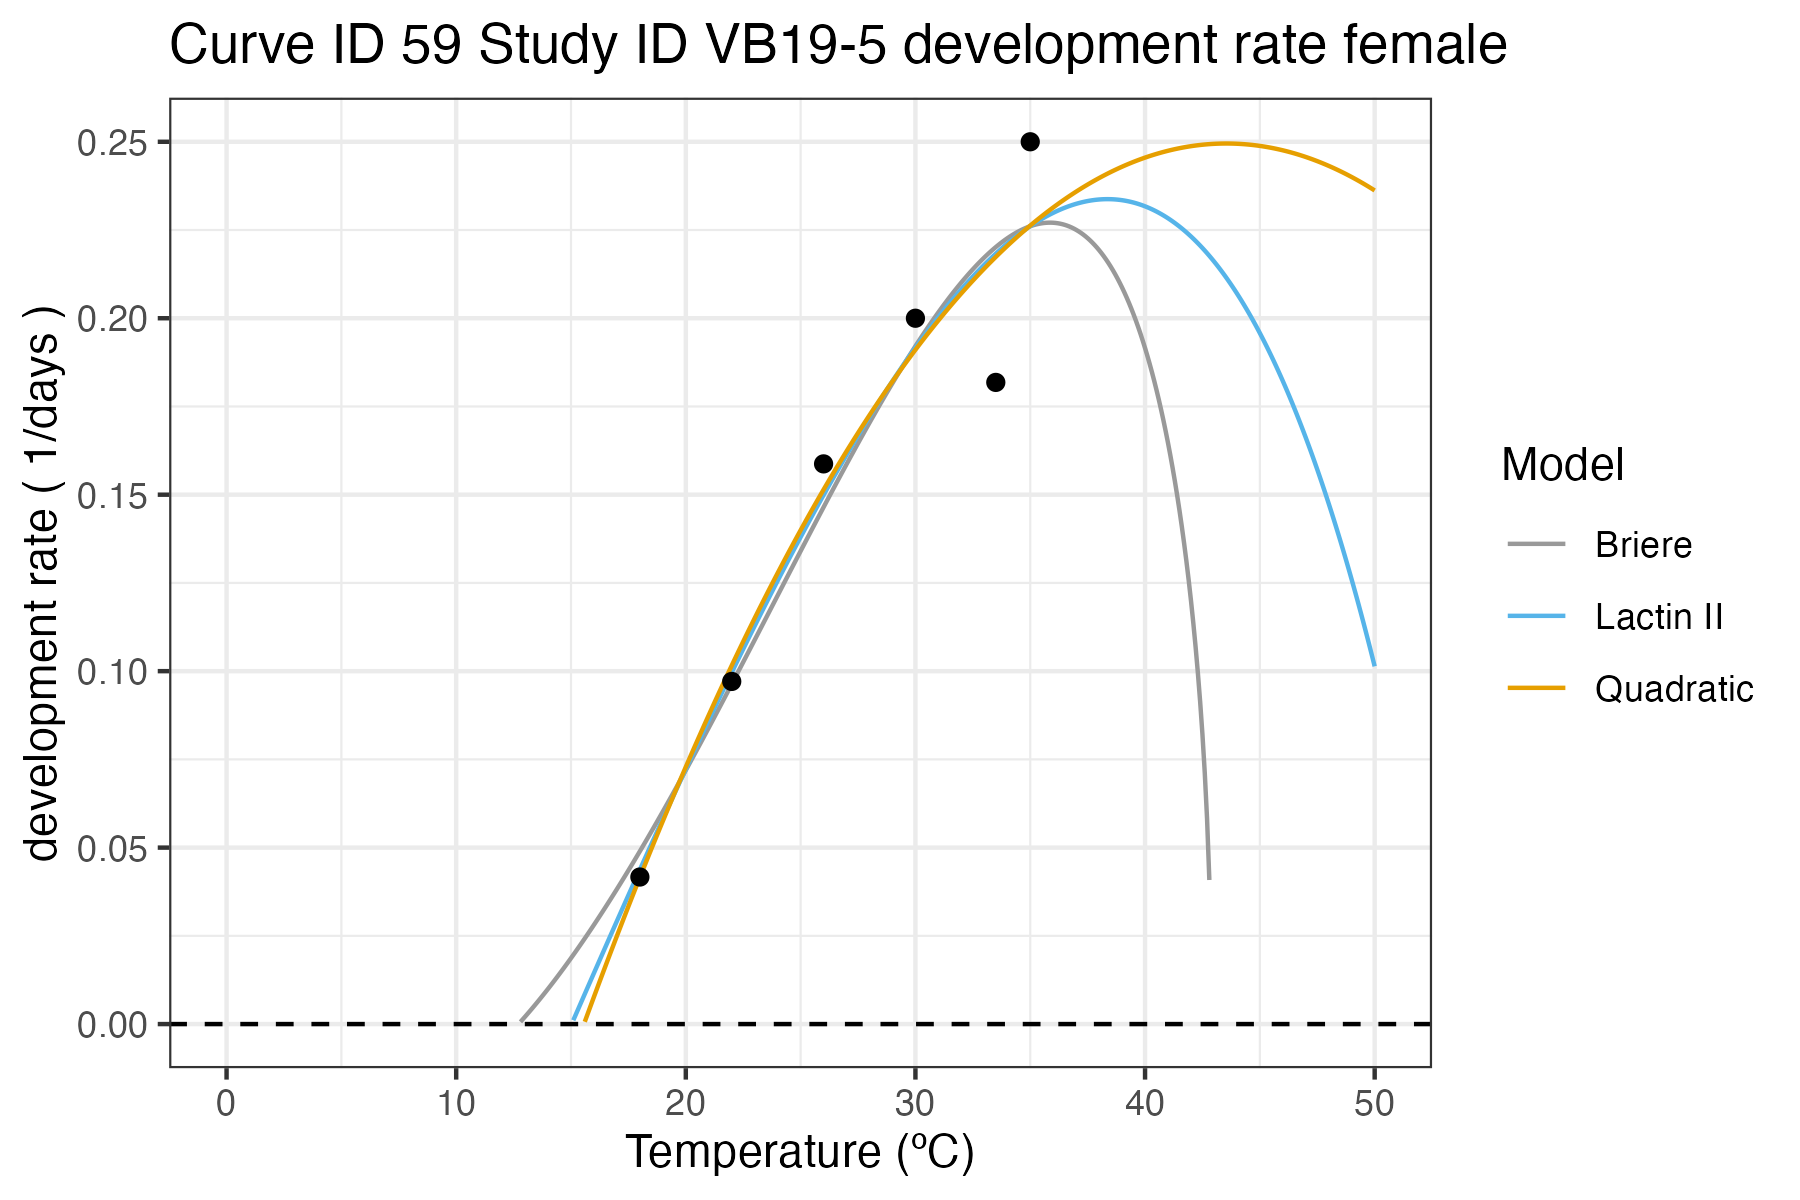 Curve ID 59 Study ID VB19-5 development rate female
development rate ( 1/days )
0.25
0.20
0.15
0.10
0.05
0.00
0 10 20 30 40 50
Temperature (ºC)
Model
Briere
Lactin II
Quadratic